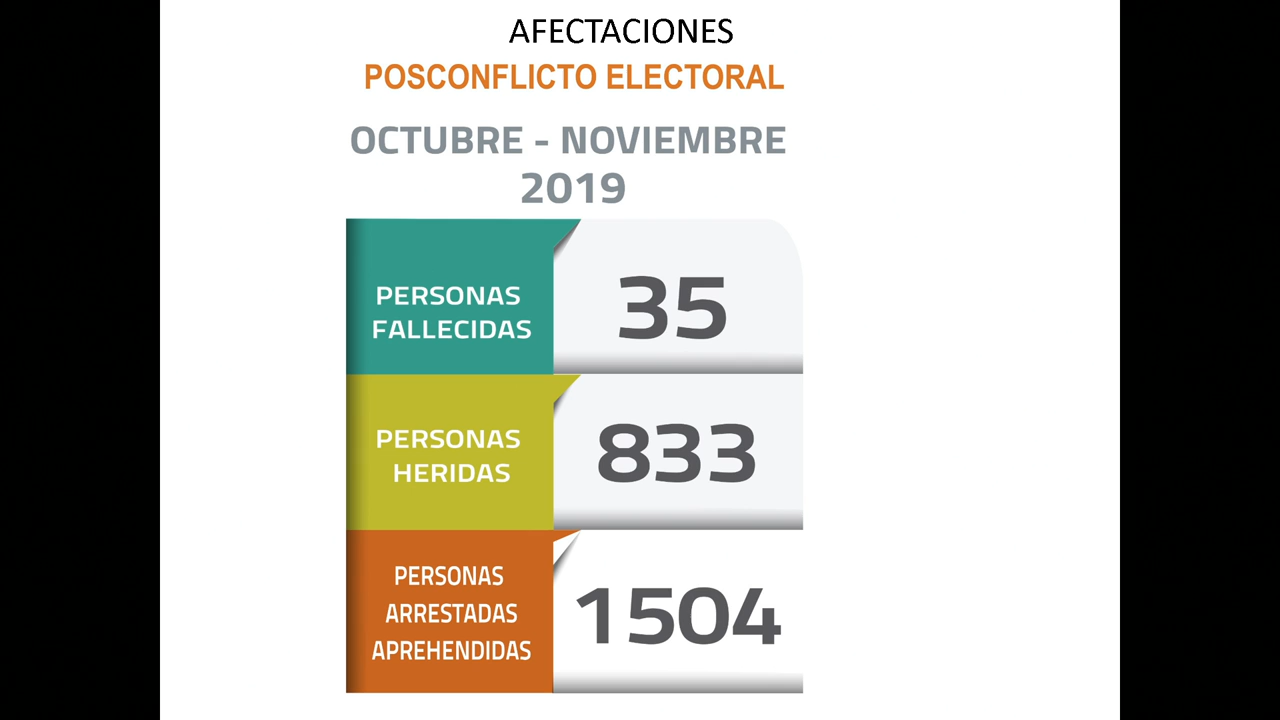 AFECTACIONES
POSCONFLICTO ELECTORAL
OCTUBRE - NOVIEMBRE
2019
PERSONAS
FALLECIDAS
35
PERSONAS
HERIDAS
833
PERSONAS
ARRESTADAS
APREHENDIDAS
1504